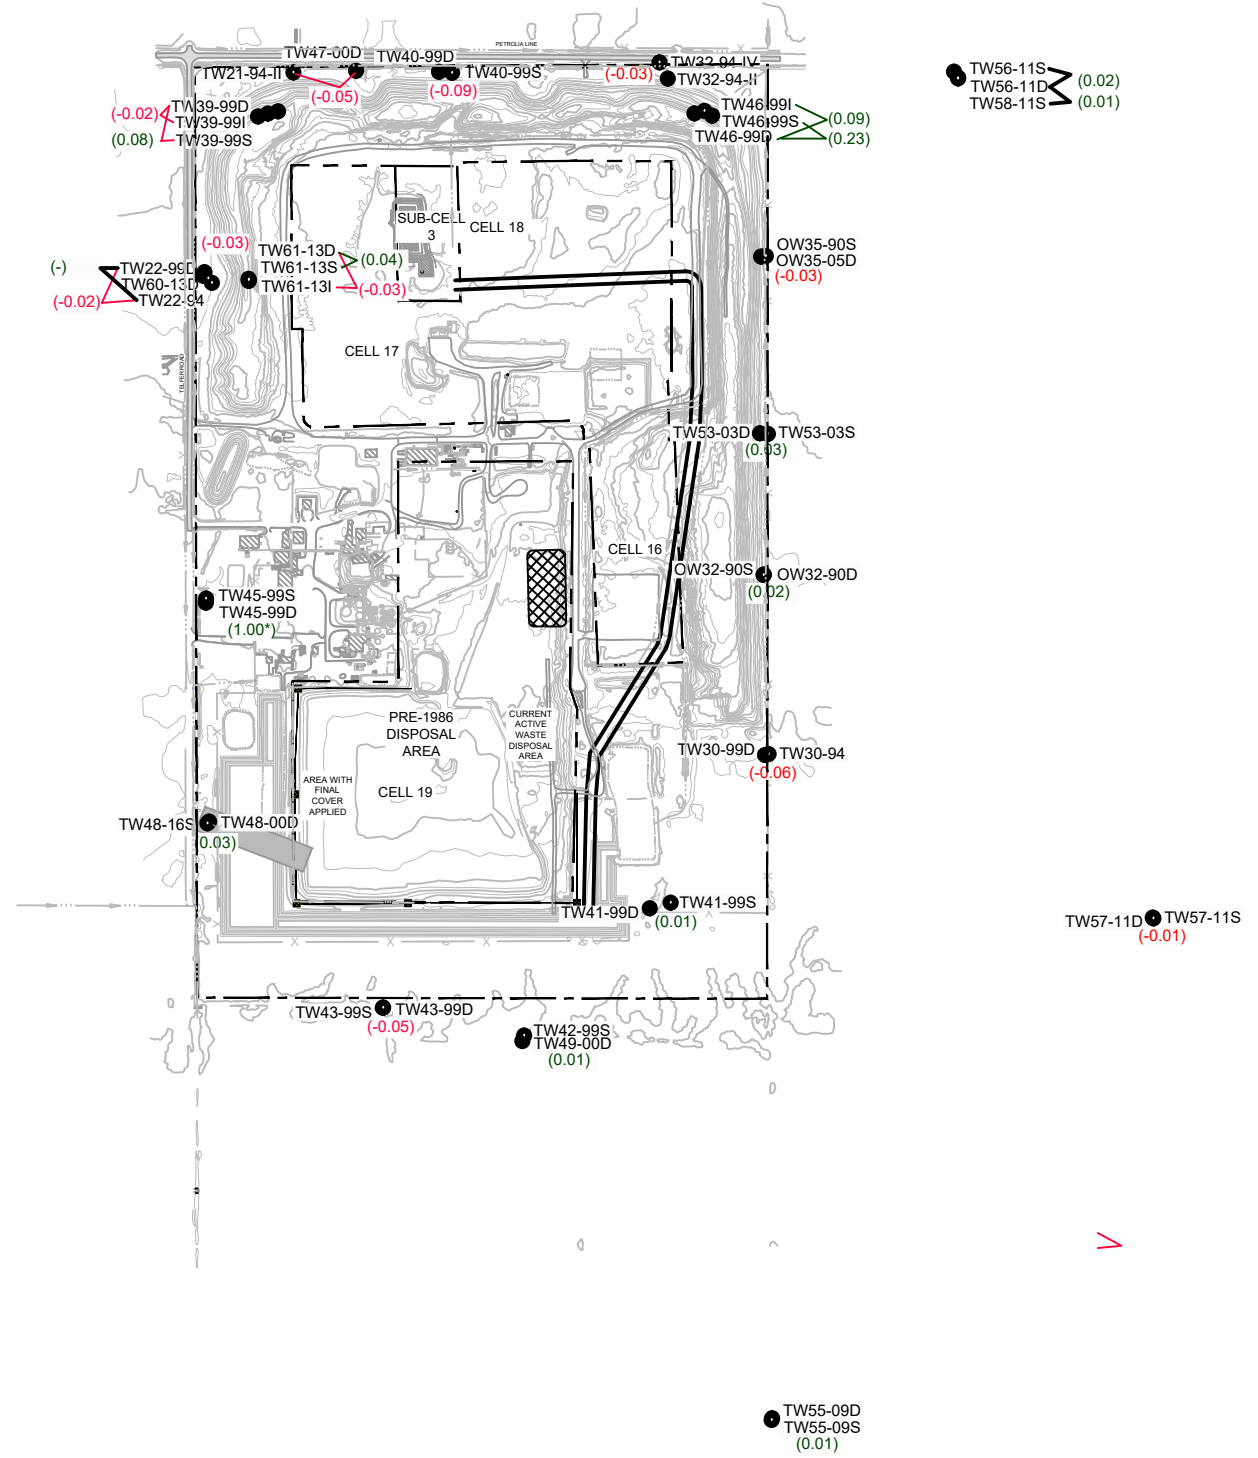 PETROLIA LINE
TW47-00D
TW40-99D
TW32-94-IV
TW21-94-II
TW40-99S
(-0.03)
TW32-94-II
(-0.05)
(-0.09)
TW56-11S
(0.02)
TW56-11D
TW58-11S
(0.01)
TW39-99D
(-0.02)
TW39-99I
(0.08)
TW39-99S
TW46-99I
TW46-99S
(0.09)
TW46-99D
(0.23)
SUB-CELL
3
CELL 18
(-0.03)
TW61-13D
(0.04)
TW61-13S
TW61-13I
(-0.03)
(-)
TW22-99D
TW60-13D
(-0.02)
TW22-94
OW35-90S
OW35-05D
(-0.03)
CELL 17
TELFER ROAD
TW53-03D
TW53-03S
(0.03)
CELL 16
OW32-90S
OW32-90D
(0.02)
TW45-99S
TW45-99D
(1.00*)
PRE-1986
DISPOSAL
AREA
CURRENT
ACTIVE
WASTE
DISPOSAL
AREA
TW30-99D
TW30-94
(-0.06)
AREA WITH
FINAL
COVER
APPLIED
CELL 19
TW48-16S
TW48-00D
0.03)
TW41-99D
TW41-99S
(0.01)
TW57-11D
TW57-11S
(-0.01)
TW43-99S
TW43-99D
(-0.05)
TW42-99S
TW49-00D
(0.01)
TW55-09D
TW55-09S
(0.01)